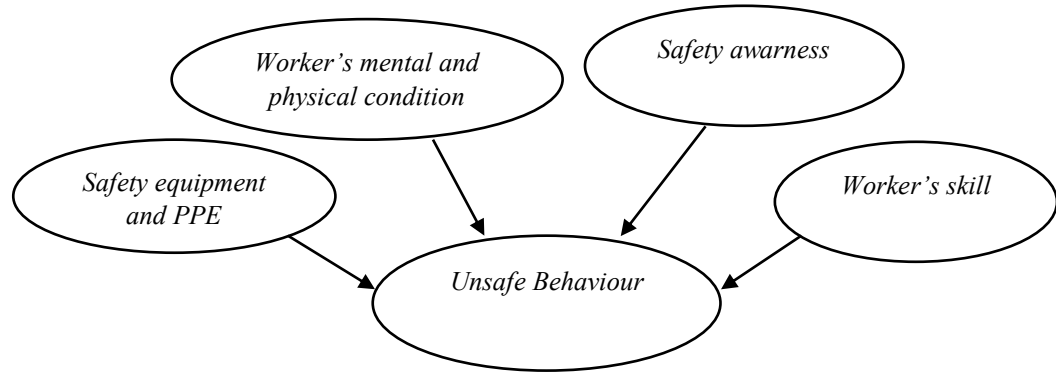 Worker’s mental and
physical condition
Safety awarness
Safety equipment
and PPE
Worker’s skill
Unsafe Behaviour